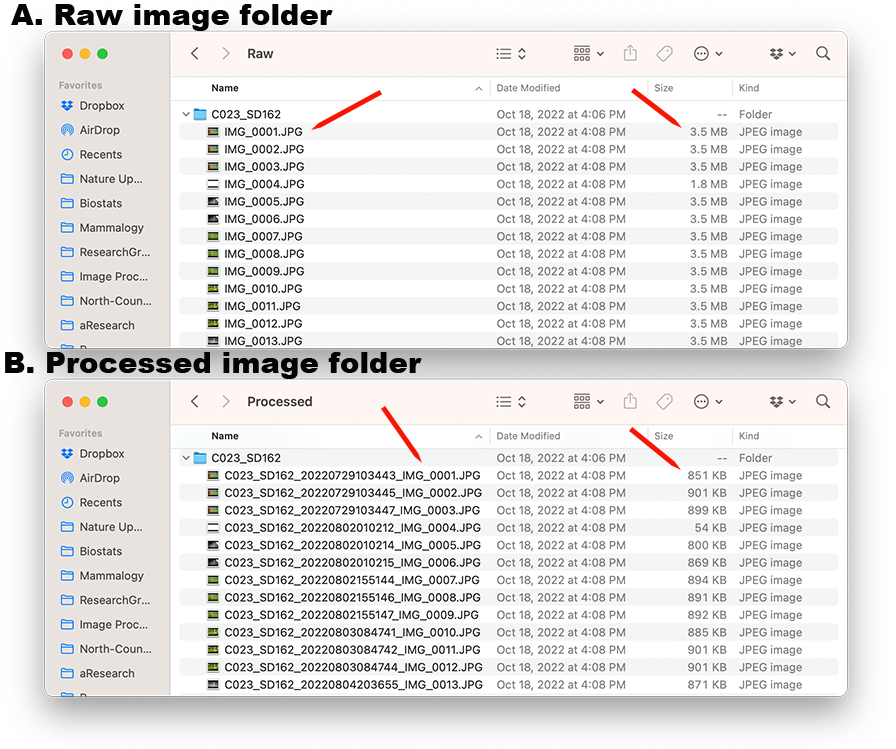 A. Raw image folder
Raw
Favorites
Dropbox
AirDrop
Recents
Nature Up...
Biostats
Mammalogy
ResearchGr...
Image Proc...
North-Coun...
aResearch
Name Date Modified Size Kind
C023_SD162 Oct 18, 2022 at 4:06 PM -- Folder
IMG_0001.JPG Oct 18, 2022 at 4:08 PM 3.5 MB JPEG image
IMG_0002.JPG Oct 18, 2022 at 4:08 PM 3.5 MB JPEG image
IMG_0003.JPG Oct 18, 2022 at 4:08 PM 3.5 MB JPEG image
IMG_0004.JPG Oct 18, 2022 at 4:08 PM 1.8 MB JPEG image
IMG_0005.JPG Oct 18, 2022 at 4:08 PM 3.5 MB JPEG image
IMG_0006.JPG Oct 18, 2022 at 4:08 PM 3.5 MB JPEG image
IMG_0007.JPG Oct 18, 2022 at 4:08 PM 3.5 MB JPEG image
IMG_0008.JPG Oct 18, 2022 at 4:08 PM 3.5 MB JPEG image
IMG_0009.JPG Oct 18, 2022 at 4:08 PM 3.5 MB JPEG image
IMG_0010.JPG Oct 18, 2022 at 4:08 PM 3.5 MB JPEG image
IMG_0011.JPG Oct 18, 2022 at 4:08 PM 3.5 MB JPEG image
IMG_0012.JPG Oct 18, 2022 at 4:08 PM 3.5 MB JPEG image
IMG_0013.JPG Oct 18, 2022 at 4:08 PM 3.5 MB JPEG image
B. Processed image folder
Processed
Favorites
Dropbox
AirDrop
Recents
Nature Up...
Biostats
Mammalogy
ResearchGr...
Image Proc...
North-Coun...
aResearch
Name Date Modified Size Kind
C023_SD162 Oct 18, 2022 at 4:06 PM -- Folder
C023_SD162_20220729103443_IMG_0001.JPG Oct 18, 2022 at 4:08 PM 851 KB JPEG image
C023_SD162_20220729103445_IMG_0002.JPG Oct 18, 2022 at 4:08 PM 901 KB JPEG image
C023_SD162_20220729103447_IMG_0003.JPG Oct 18, 2022 at 4:08 PM 899 KB JPEG image
C023_SD162_20220802010212_IMG_0004.JPG Oct 18, 2022 at 4:08 PM 54 KB JPEG image
C023_SD162_20220802010214_IMG_0005.JPG Oct 18, 2022 at 4:08 PM 800 KB JPEG image
C023_SD162_20220802010215_IMG_0006.JPG Oct 18, 2022 at 4:08 PM 869 KB JPEG image
C023_SD162_20220802155144_IMG_0007.JPG Oct 18, 2022 at 4:08 PM 894 KB JPEG image
C023_SD162_20220802155146_IMG_0008.JPG Oct 18, 2022 at 4:08 PM 891 KB JPEG image
C023_SD162_20220802155147_IMG_0009.JPG Oct 18, 2022 at 4:08 PM 892 KB JPEG image
C023_SD162_20220803084741_IMG_0010.JPG Oct 18, 2022 at 4:08 PM 885 KB JPEG image
C023_SD162_20220803084742_IMG_0011.JPG Oct 18, 2022 at 4:08 PM 901 KB JPEG image
C023_SD162_20220803084744_IMG_0012.JPG Oct 18, 2022 at 4:08 PM 901 KB JPEG image
C023_SD162_20220804203655_IMG_0013.JPG Oct 18, 2022 at 4:08 PM 871 KB JPEG image